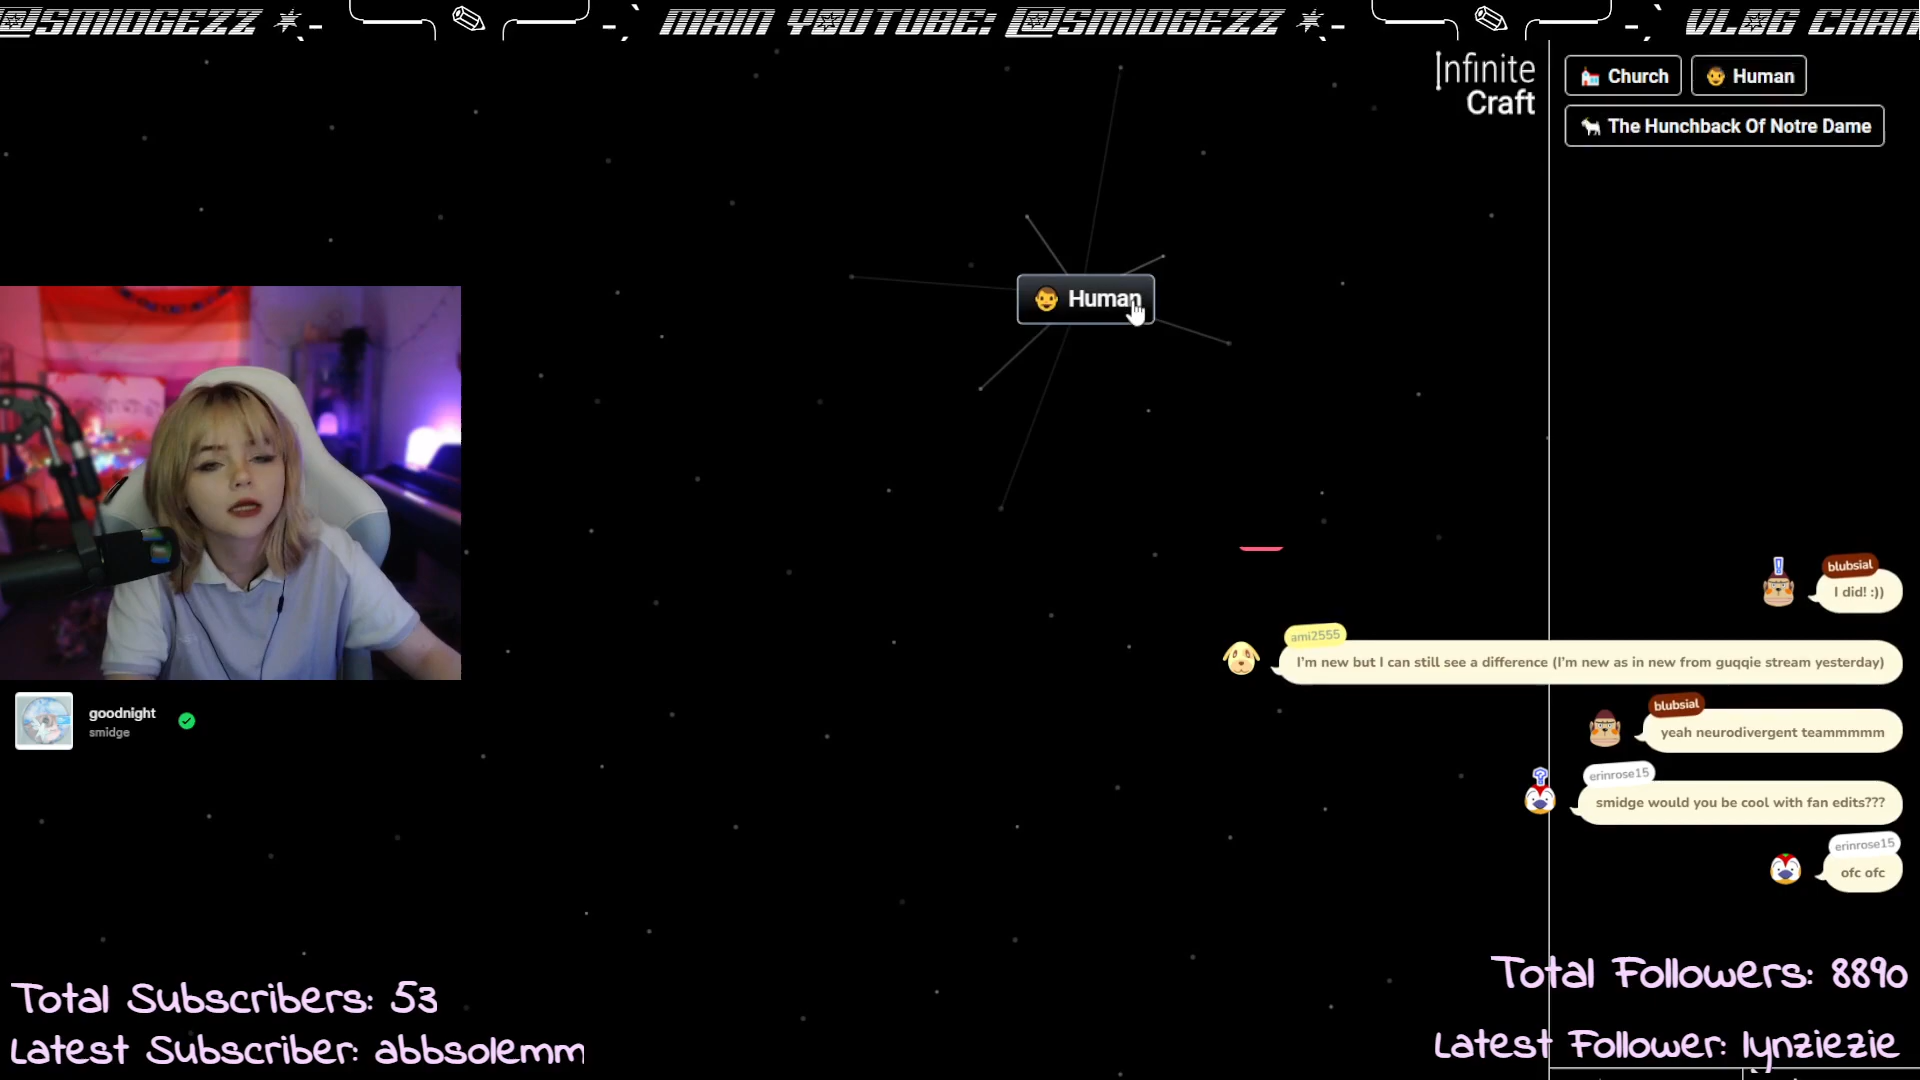 @SMIDGEZZ
MAIN YOUTUBE: @SMIDGEZZ
VLOG CHAN
Infinite
Craft
Church
Human
The Hunchback Of Notre Dame
Human
blubsial
I did! :))
ami2555
I'm new but I can still see a difference (I'm new as in new from guqqie stream yesterday)
blubsial
yeah neurodivergent teammmmm
erinrose15
smidge would you be cool with fan edits???
erinrose15
ofc ofc
goodnight
smidge
Total Subscribers: 53
Latest Subscriber: abbsolemm
Total Followers: 8890
Latest Follower: lynziezie